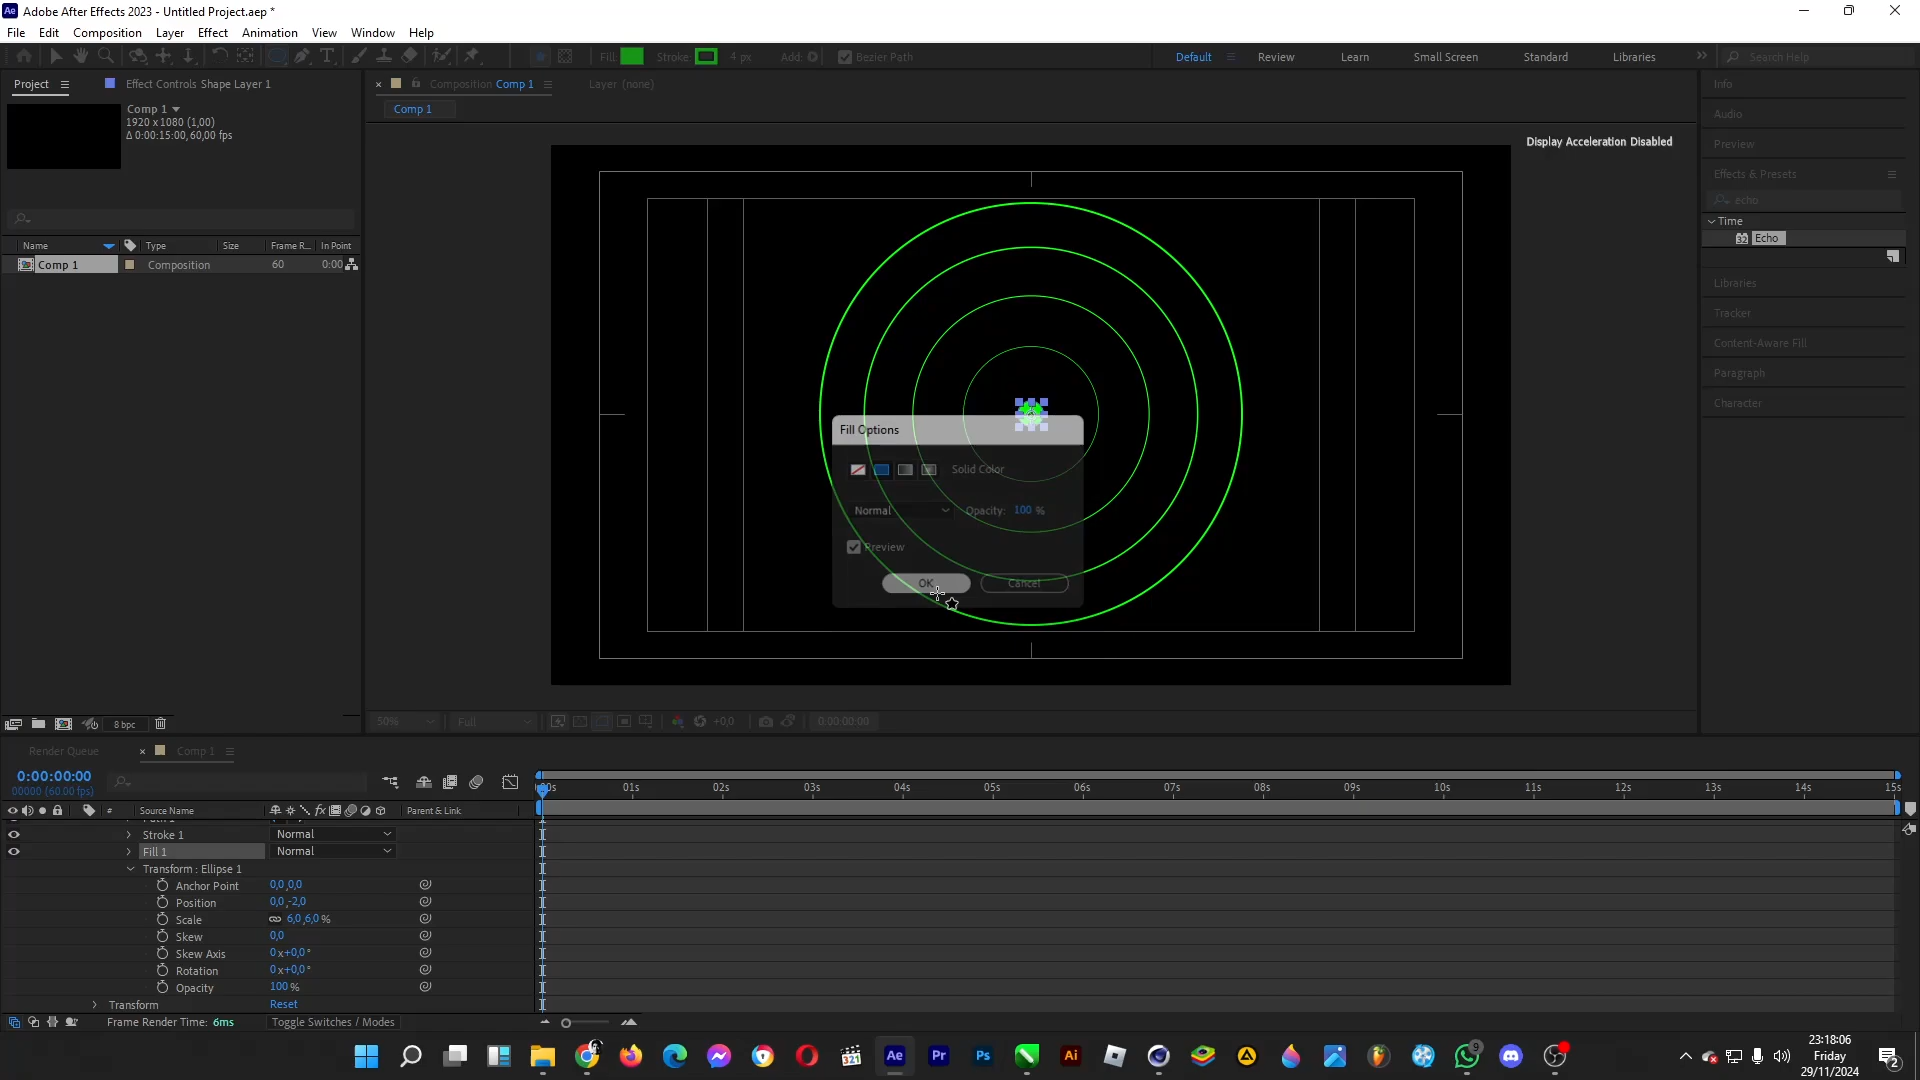 Adobe After Effects 2023 - Untitled Project.aep *
File Edit Composition Layer Effect Animation View Window Help
Fill: Stroke: 4 px Add: Bezier Path Default Review Learn Small Screen Standard Libraries Search Help
Project Effect Controls Shape Layer 1
Composition Comp 1 Layer (none)
Comp 1
Comp 1
1920 x 1080 (1,00)
Δ 0:00:15:00, 60,00 fps
Display Acceleration Disabled
Name Type Size Frame R... In Point
Comp 1 Composition 60 0:00
Info
Audio
Preview
Effects & Presets
echo
Time
32 Echo
Libraries
Tracker
Content-Aware Fill
Paragraph
Character
Fill Options
Solid Color
Normal Opacity: 100 %
Preview
OK Cancel
8 bpc
50% Full +0,0 0:00:00:00
Render Queue Comp 1
0:00:00:00
00000 (60.00 fps)
:00s 01s 02s 03s 04s 05s 06s 07s 08s 09s 10s 11s 12s 13s 14s 15s
# Source Name fx Parent & Link
Stroke 1 Normal
Fill 1 Normal
Transform : Ellipse 1
Anchor Point 0,0,0,0
Position 0,0,-2,0
Scale 6,0,6,0 %
Skew 0,0
Skew Axis 0x+0,0°
Rotation 0x+0,0°
Opacity 100 %
Transform Reset
Frame Render Time: 6ms Toggle Switches / Modes
Ae Pr Ps Ai
321
9
23:18:06
Friday
29/11/2024
2